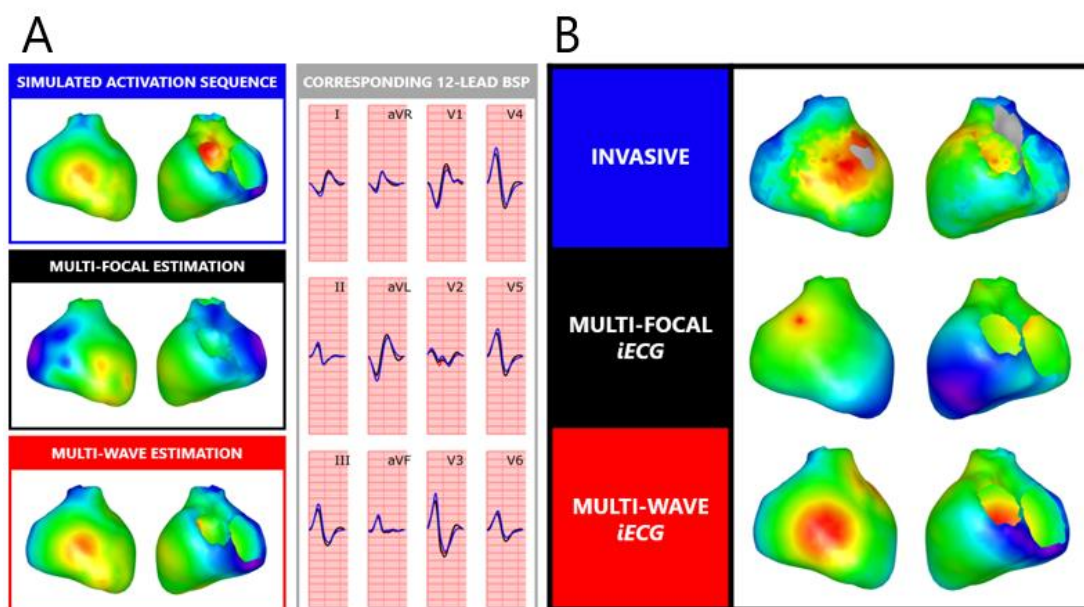 A
B
SIMULATED ACTIVATION SEQUENCE
CORRESPONDING 12-LEAD BSP
I
aVR
V1
V4
MULTI-FOCAL ESTIMATION
II
aVL
V2
V5
MULTI-WAVE ESTIMATION
III
aVF
V3
V6
INVASIVE
MULTI-FOCAL
iECG
MULTI-WAVE
iECG